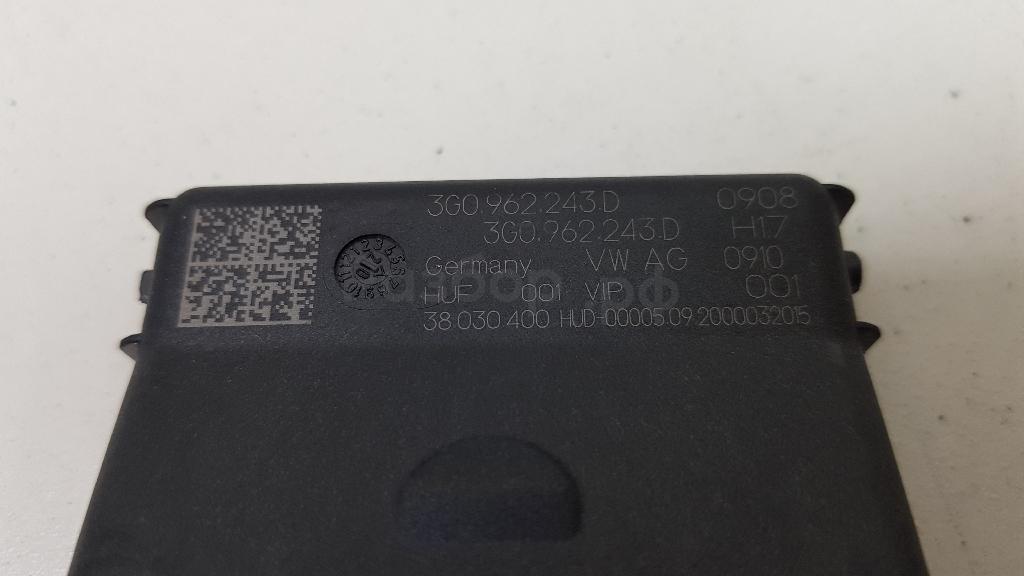 3G0.962.243.D 0908
3G0.962.243.D H17
Germany VW AG 0910
HUF 001 VIP 001
38 030 400 HUD-00005.09.2000032015